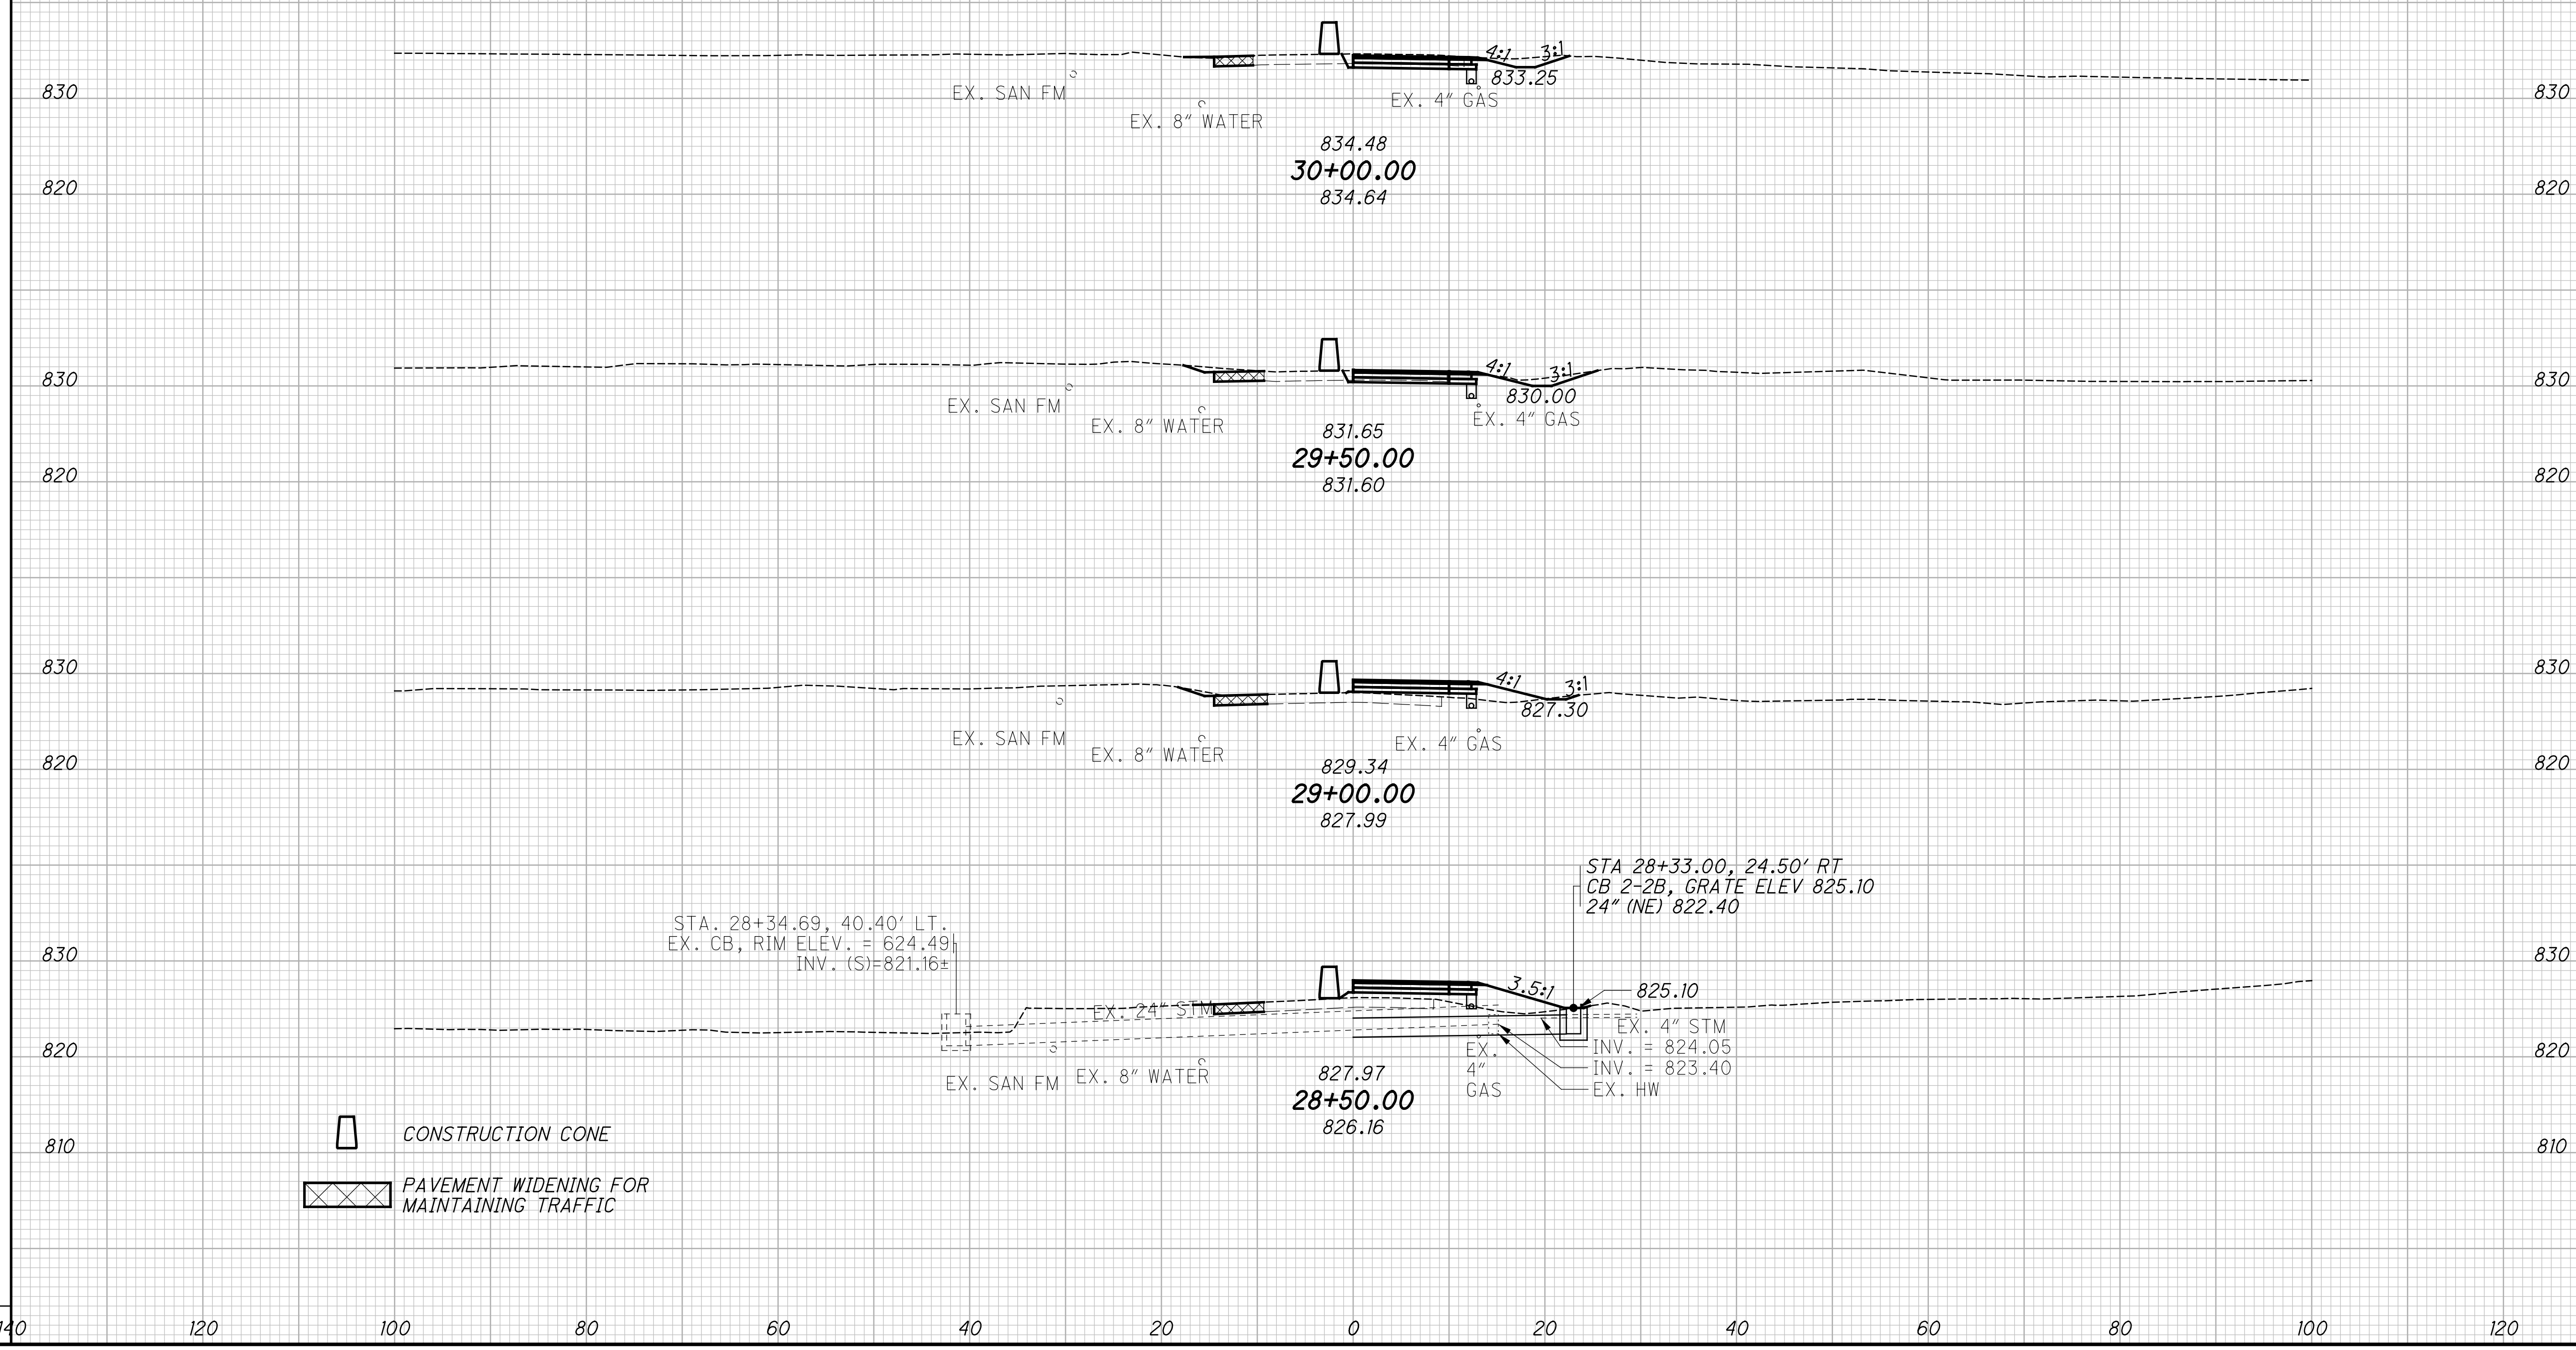 4:1
3:1
833.25
830
EX. SAN FM
EX. 4" GAS
830
EX. 8" WATER
834.48
30+00.00
834.64
820
820
4:1
3:1
830.00
830
830
EX. SAN FM
EX. 8" WATER
EX. 4" GAS
831.65
29+50.00
831.60
820
820
830
830
4:1
3:1
827.30
EX. SAN FM
EX. 8" WATER
EX. 4" GAS
829.34
29+00.00
827.99
820
820
STA 28+33.00, 24.50' RT
CB 2-2B, GRATE ELEV 825.10
24" (NE) 822.40
STA. 28+34.69, 40.40' LT.
EX. CB, RIM ELEV. = 624.49
INV. (S)=821.16±
830
830
3.5:1
825.10
EX. 24" STM
EX. 4" STM
INV. = 824.05
INV. = 823.40
EX. HW
820
820
EX. SAN FM
EX. 8" WATER
EX.
4"
GAS
827.97
28+50.00
826.16
CONSTRUCTION CONE
810
810
PAVEMENT WIDENING FOR
MAINTAINING TRAFFIC
140 120 100 80 60 40 20 0 20 40 60 80 100 120